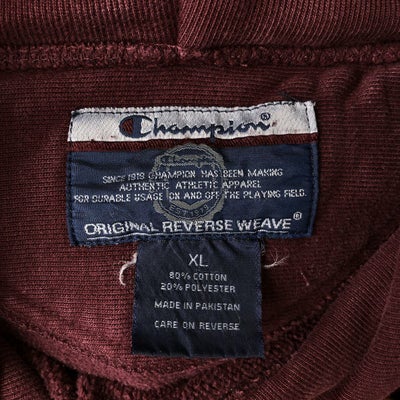 Champion®
SINCE 1919 CHAMPION HAS BEEN MAKING
AUTHENTIC ATHLETIC APPAREL
FOR DURABLE USAGE ON AND OFF THE PLAYING FIELD.
ORIGINAL REVERSE WEAVE®
XL
80% COTTON
20% POLYESTER
MADE IN PAKISTAN
CARE ON REVERSE